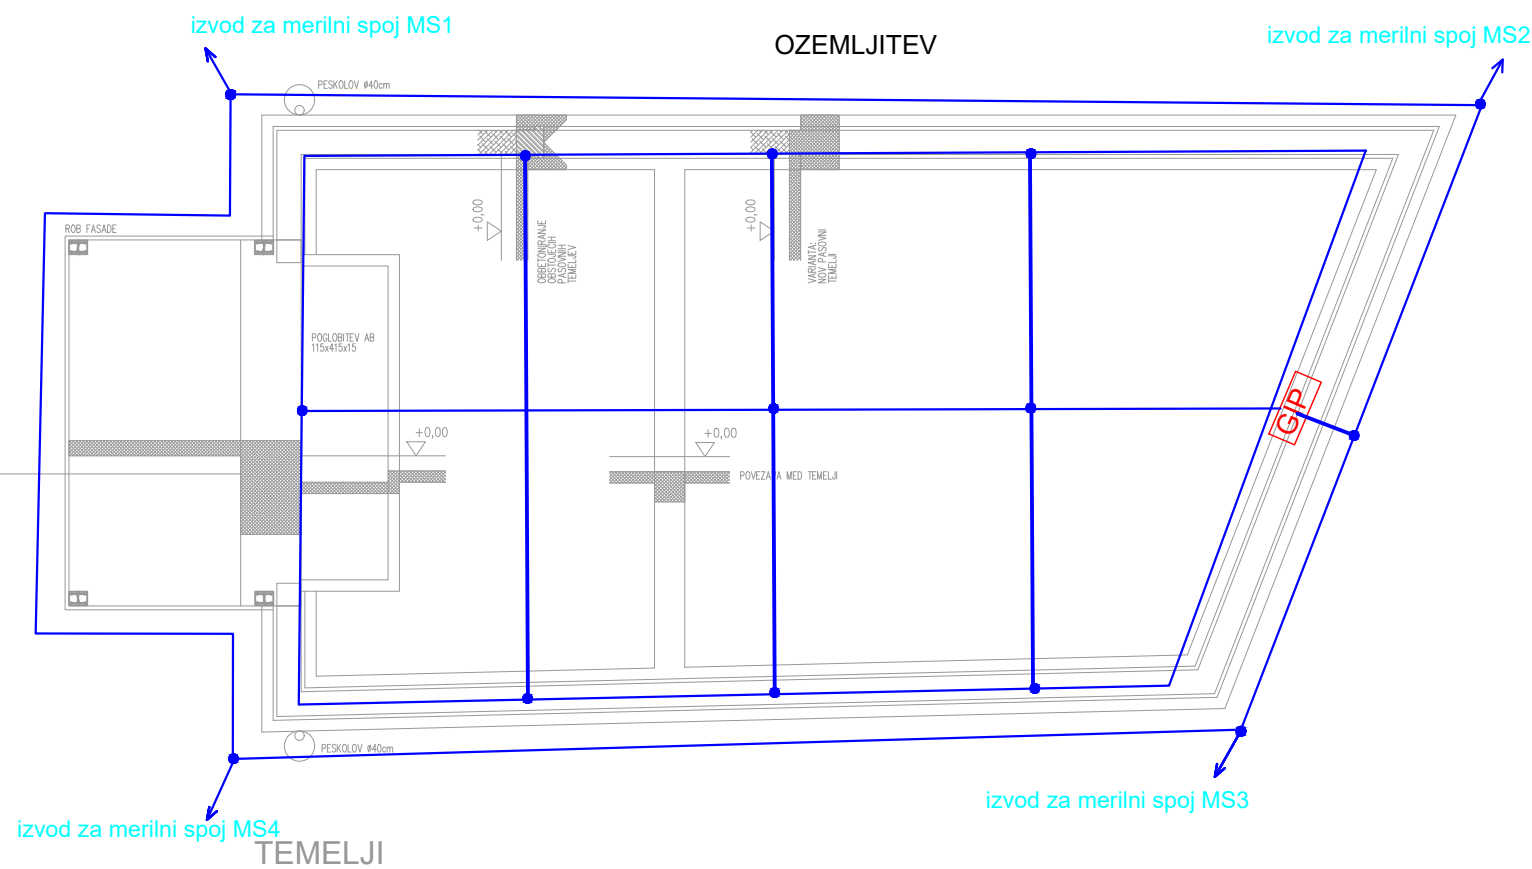 izvod za merilni spoj MS1
OZEMLJITEV
izvod za merilni spoj MS2
PESKOLOV ø40cm
+0,00
+0,00
ROB FASADE
OBBETONIRANJE
OBSTOJEČIH
PASOVNIH
TEMELJEV
VARIANTA:
NOV PASOVNI
TEMELJ
POGLOBITEV AB
115x415x15
GIP
+0,00
+0,00
POVEZAVA MED TEMELJI
PESKOLOV ø40cm
izvod za merilni spoj MS3
izvod za merilni spoj MS4
TEMELJI